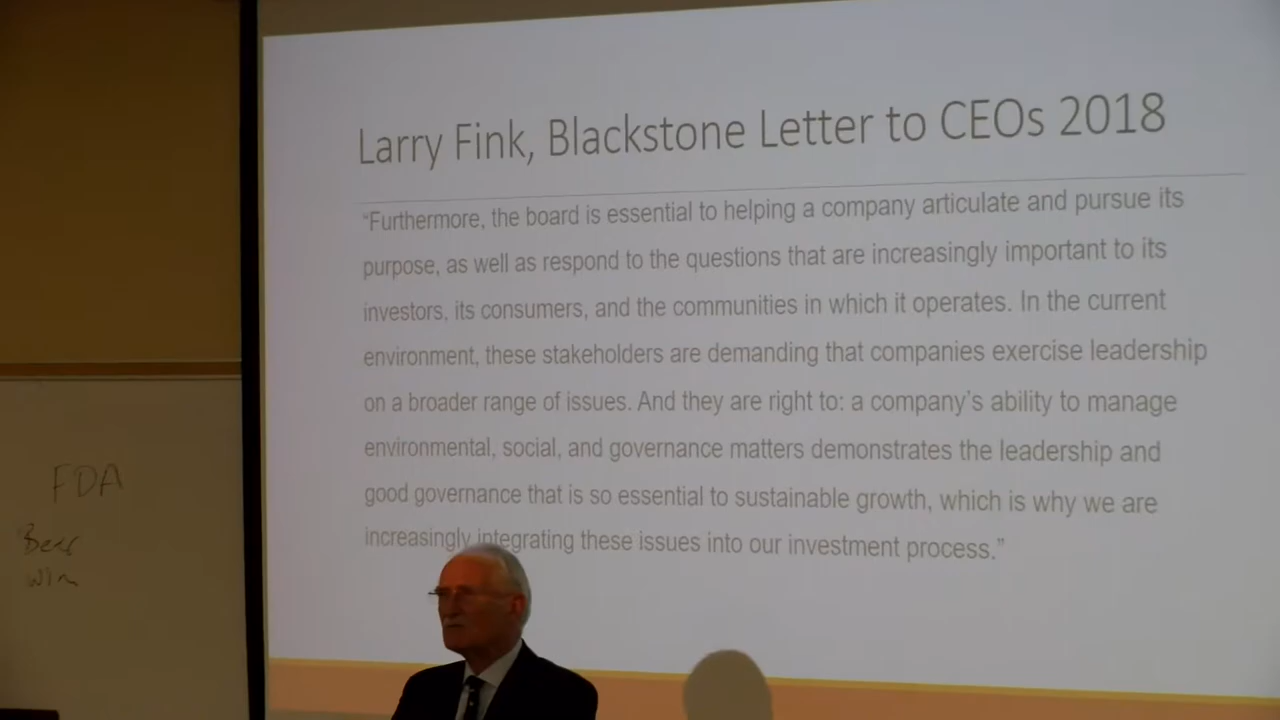 Larry Fink, Blackstone Letter to CEOs 2018
“Furthermore, the board is essential to helping a company articulate and pursue its
purpose, as well as respond to the questions that are increasingly important to its
investors, its consumers, and the communities in which it operates. In the current
environment, these stakeholders are demanding that companies exercise leadership
on a broader range of issues. And they are right to: a company’s ability to manage
environmental, social, and governance matters demonstrates the leadership and
good governance that is so essential to sustainable growth, which is why we are
increasingly integrating these issues into our investment process.”
FDA
Beer